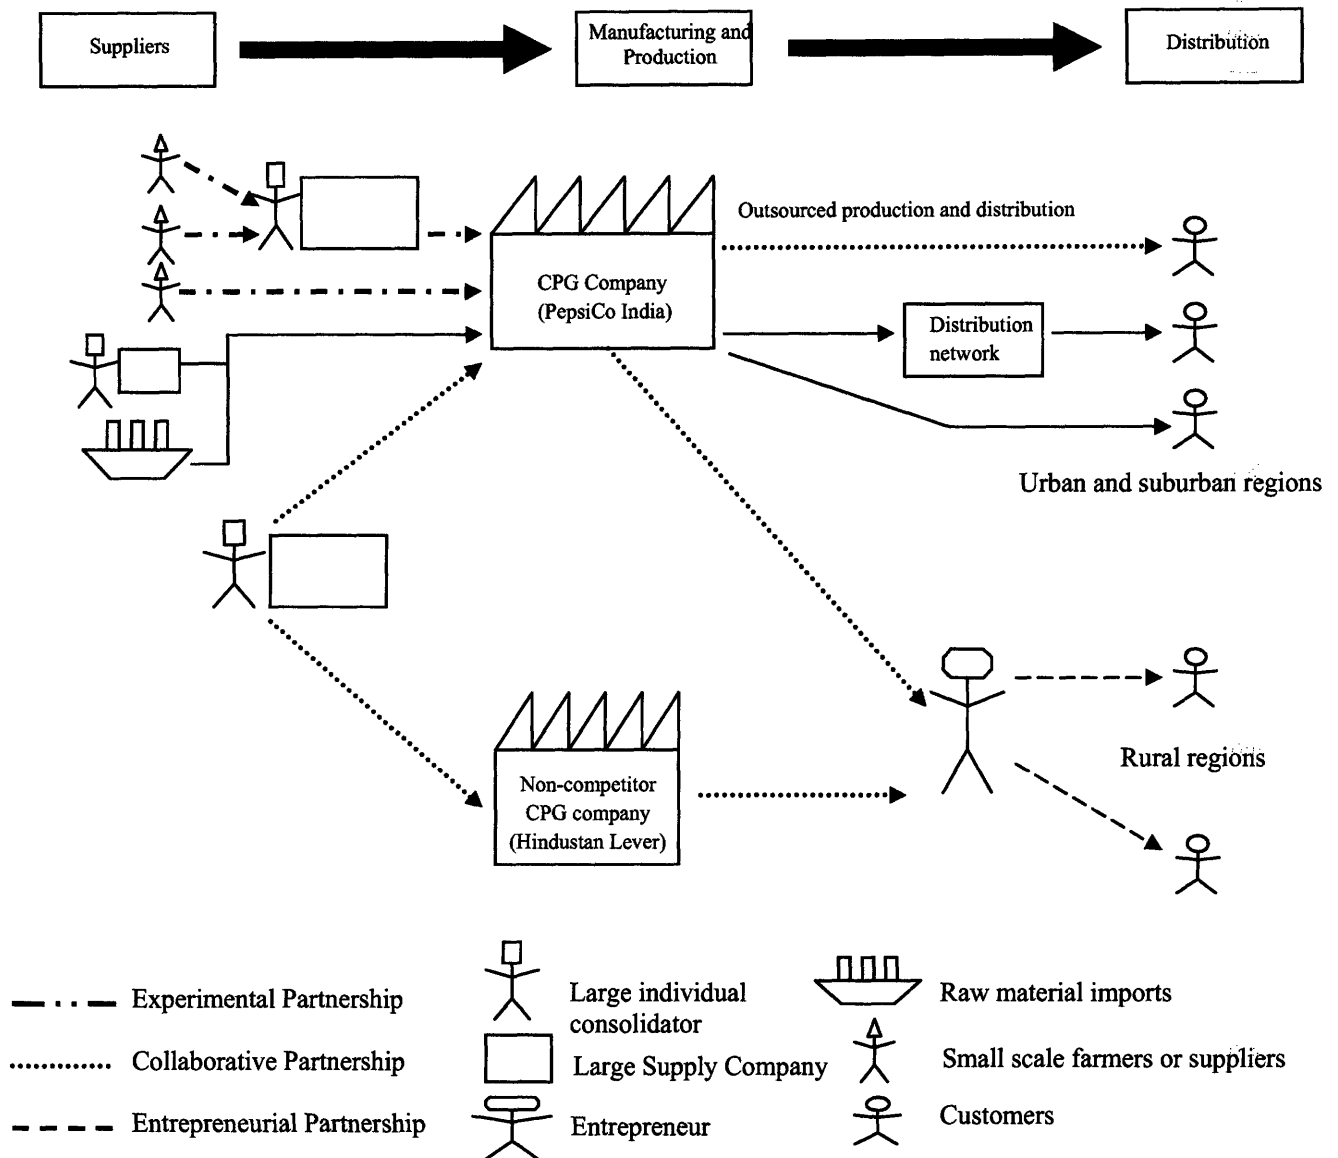 Suppliers
Manufacturing and
Production
Distribution
Outsourced production and distribution
CPG Company
(PepsiCo India)
Distribution
network
Urban and suburban regions
Non-competitor
CPG company
(Hindustan Lever)
Rural regions
Experimental Partnership
Collaborative Partnership
Entrepreneurial Partnership
Large individual
consolidator
Large Supply Company
Entrepreneur
Raw material imports
Small scale farmers or suppliers
Customers